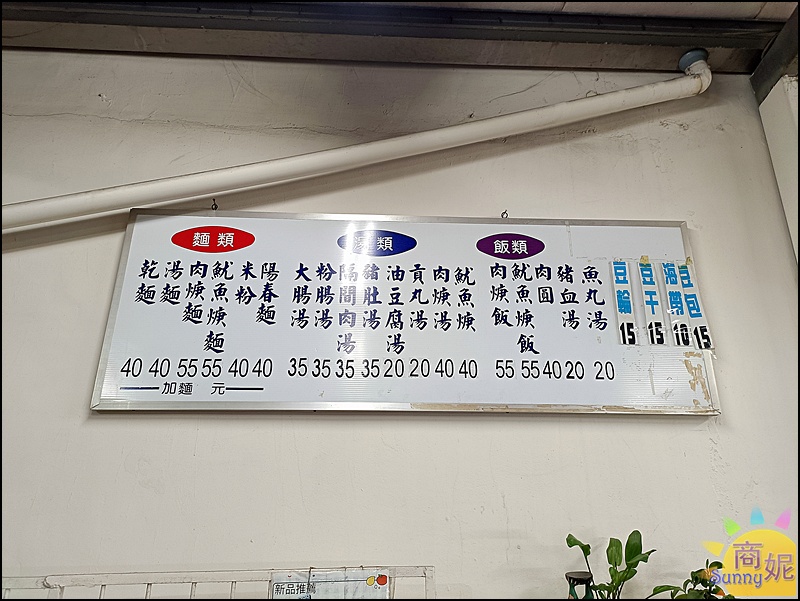 麵類
乾麵 40
湯麵 40
肉焿麵 55
魷魚焿麵 55
米粉 40
陽春麵 40
加麵 元
類
大腸湯 35
粉腸湯 35
隔間肉湯 35
豬肚湯 35
油豆腐湯 20
貢丸湯 20
肉焿湯 40
魷魚焿 40
飯類
肉焿飯 55
魷魚焿飯 55
肉圓 40
豬血湯 20
魚丸湯 20
豆輪 15
豆干 15
海帶 10
豆包 15
新品推薦
商妮
Sunny